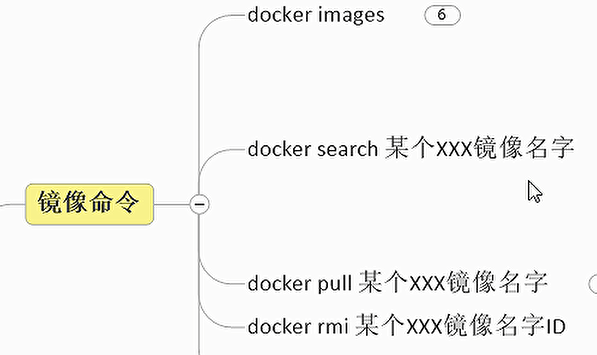 docker images 6
docker search 某个XXX镜像名字
镜像命令
docker pull 某个XXX镜像名字
docker rmi 某个XXX镜像名字ID